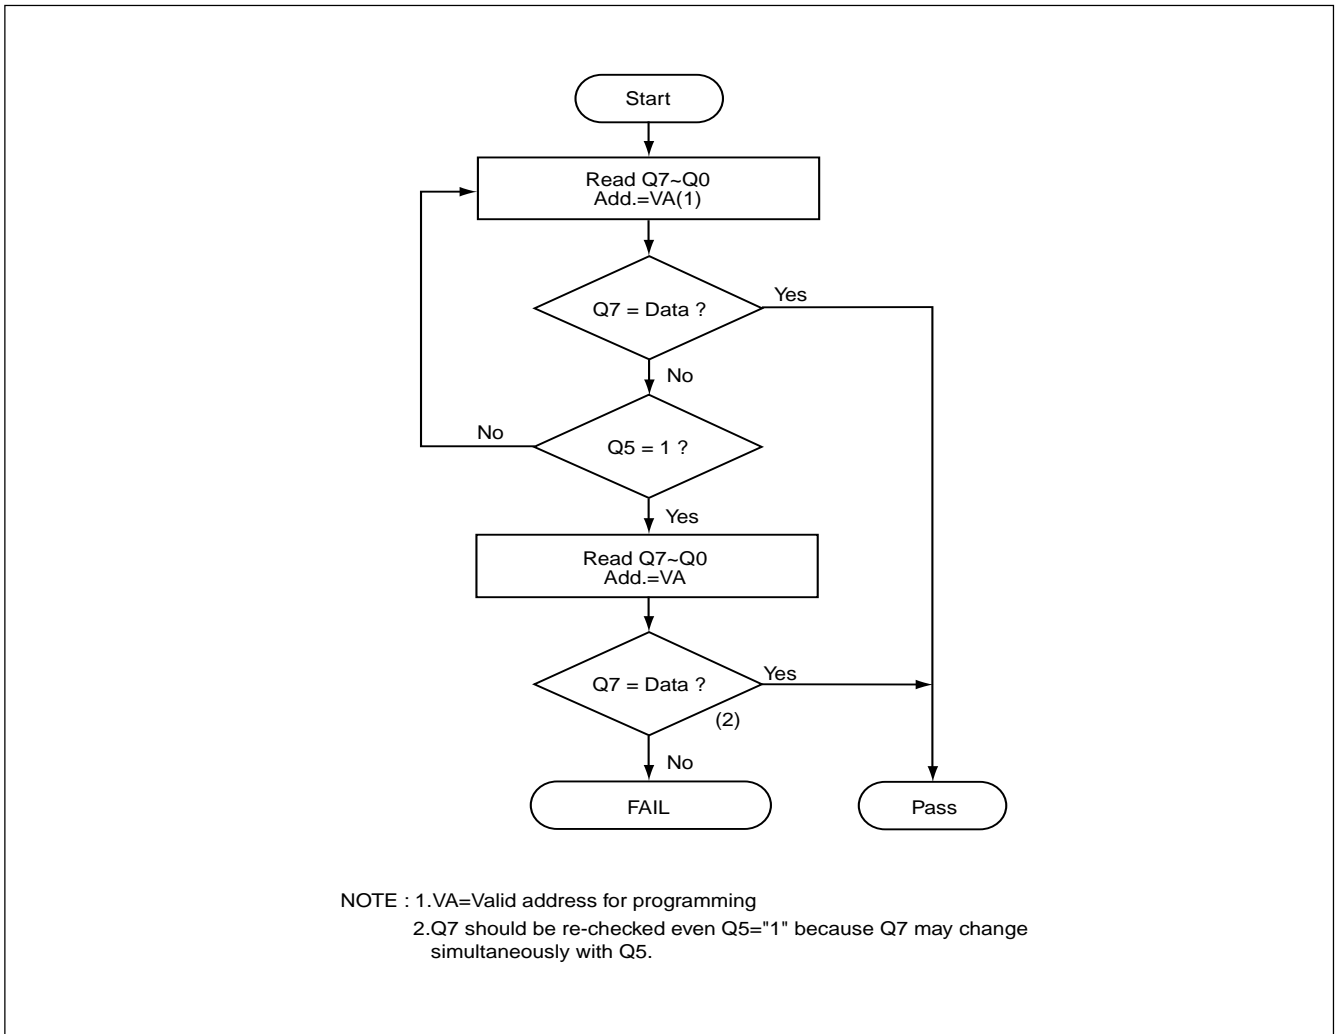 Start
Read Q7~Q0
Add.=VA(1)
Q7 = Data ?
Yes
No
No
Q5 = 1 ?
Yes
Read Q7~Q0
Add.=VA
Q7 = Data ?
Yes
(2)
No
FAIL
Pass
NOTE : 1.VA=Valid address for programming
2.Q7 should be re-checked even Q5="1" because Q7 may change
simultaneously with Q5.